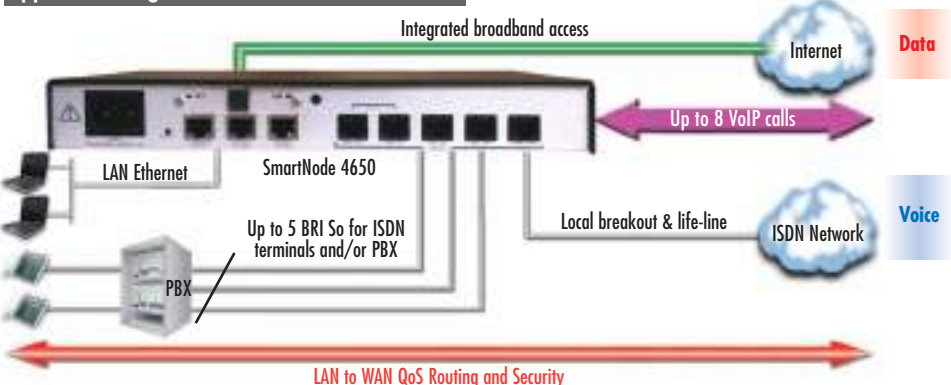 Integrated broadband access
Internet
Data
Up to 8 VoIP calls
LAN Ethernet
SmartNode 4650
Up to 5 BRI So for ISDN
terminals and/or PBX
Local breakout & life-line
ISDN Network
Voice
PBX
LAN to WAN QoS Routing and Security